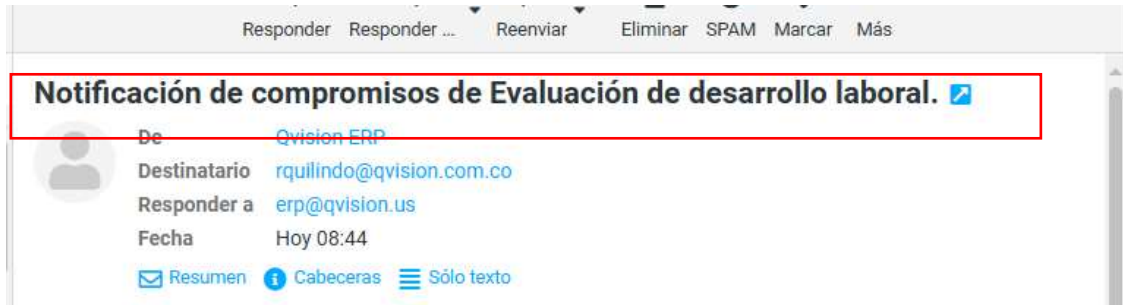 Responder Responder ... Reenviar Eliminar SPAM Marcar Más
Notificación de compromisos de Evaluación de desarrollo laboral.
De Qvision ERP
Destinatario rquilindo@qvision.com.co
Responder a erp@qvision.us
Fecha Hoy 08:44
Resumen Cabeceras Sólo texto